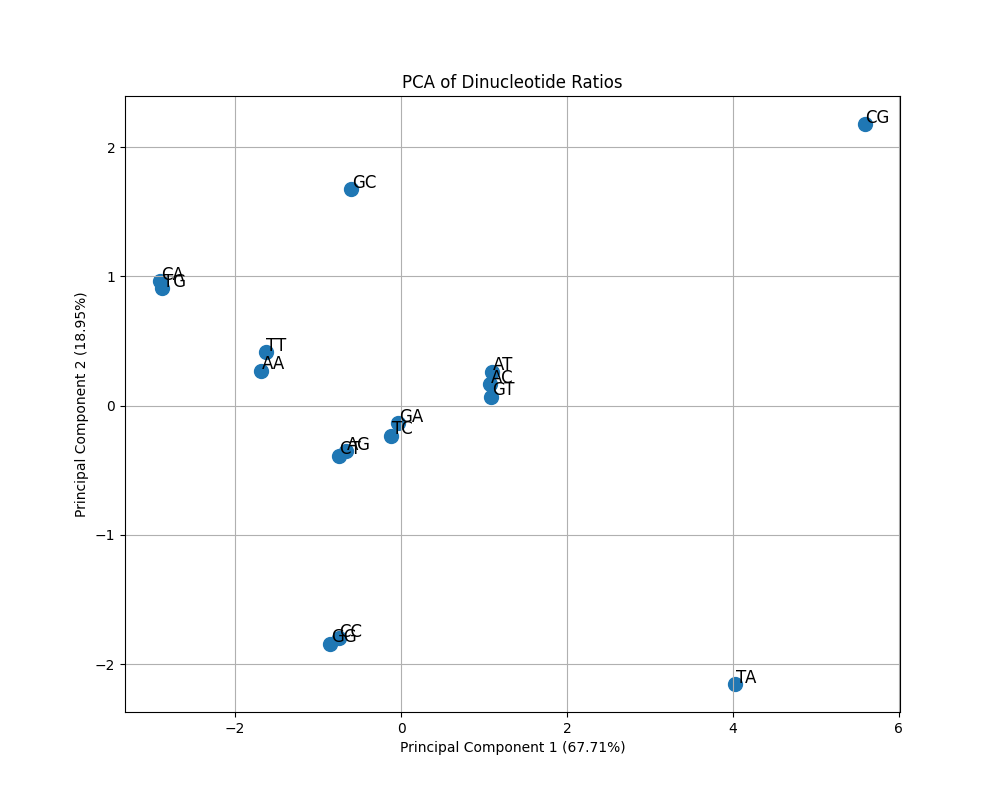 PCA of Dinucleotide Ratios
CG
GC
CA
TG
TT
AA
AT
AC
GT
GA
TC
AG
CT
CC
GG
TA
2
1
0
−1
−2
Principal Component 2 (18.95%)
−2
0
2
4
6
Principal Component 1 (67.71%)